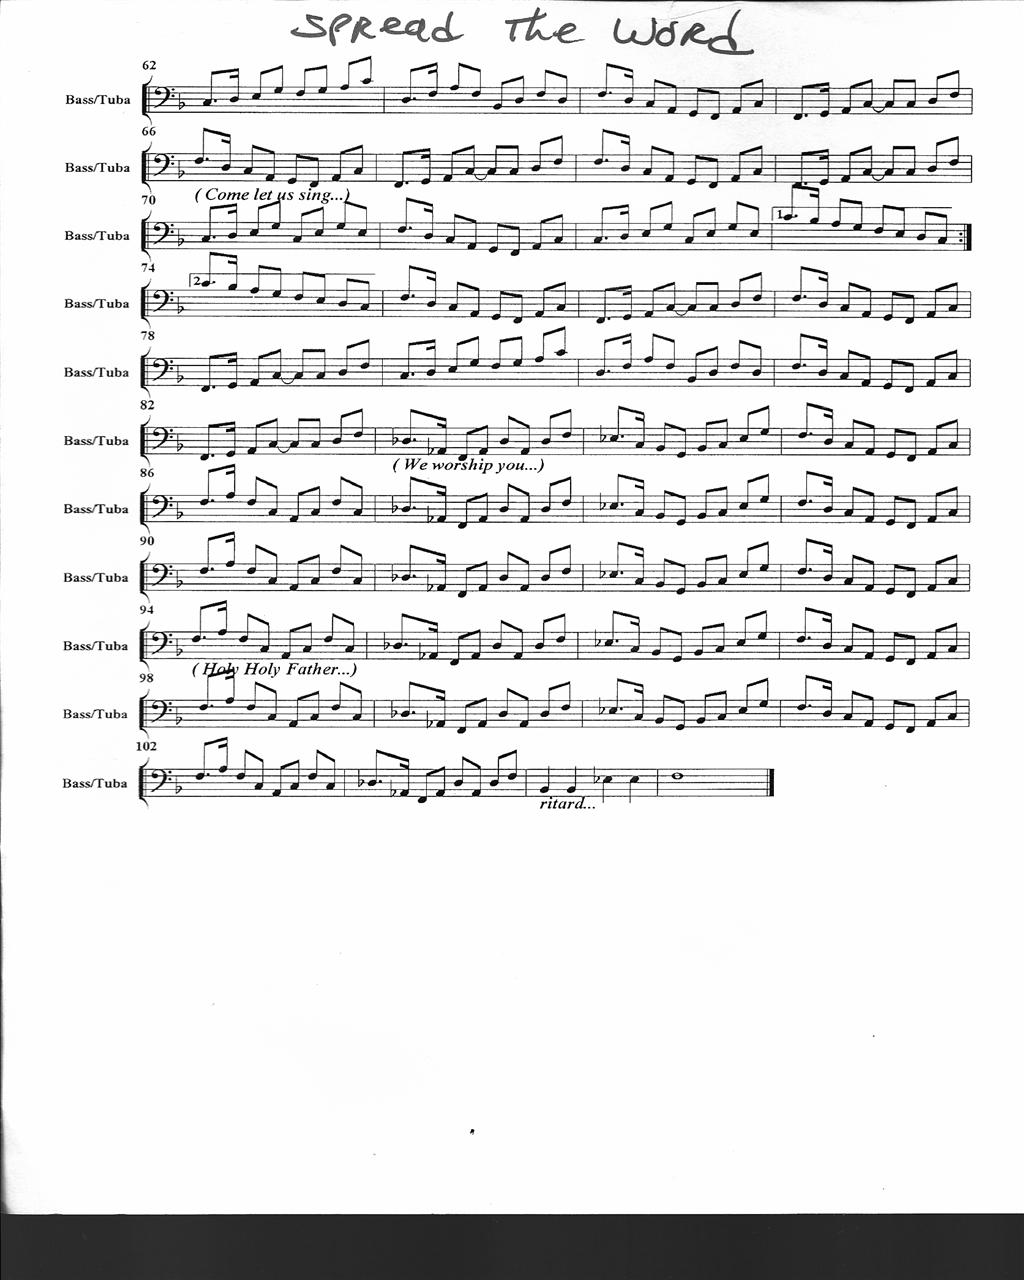 Spread The Word
62
Bass/Tuba
66
Bass/Tuba
( Come let us sing...)
70
Bass/Tuba
1.
74
2.
Bass/Tuba
78
Bass/Tuba
82
Bass/Tuba
( We worship you...)
86
Bass/Tuba
90
Bass/Tuba
94
Bass/Tuba
( Holy Holy Father...)
98
Bass/Tuba
102
Bass/Tuba
ritard...